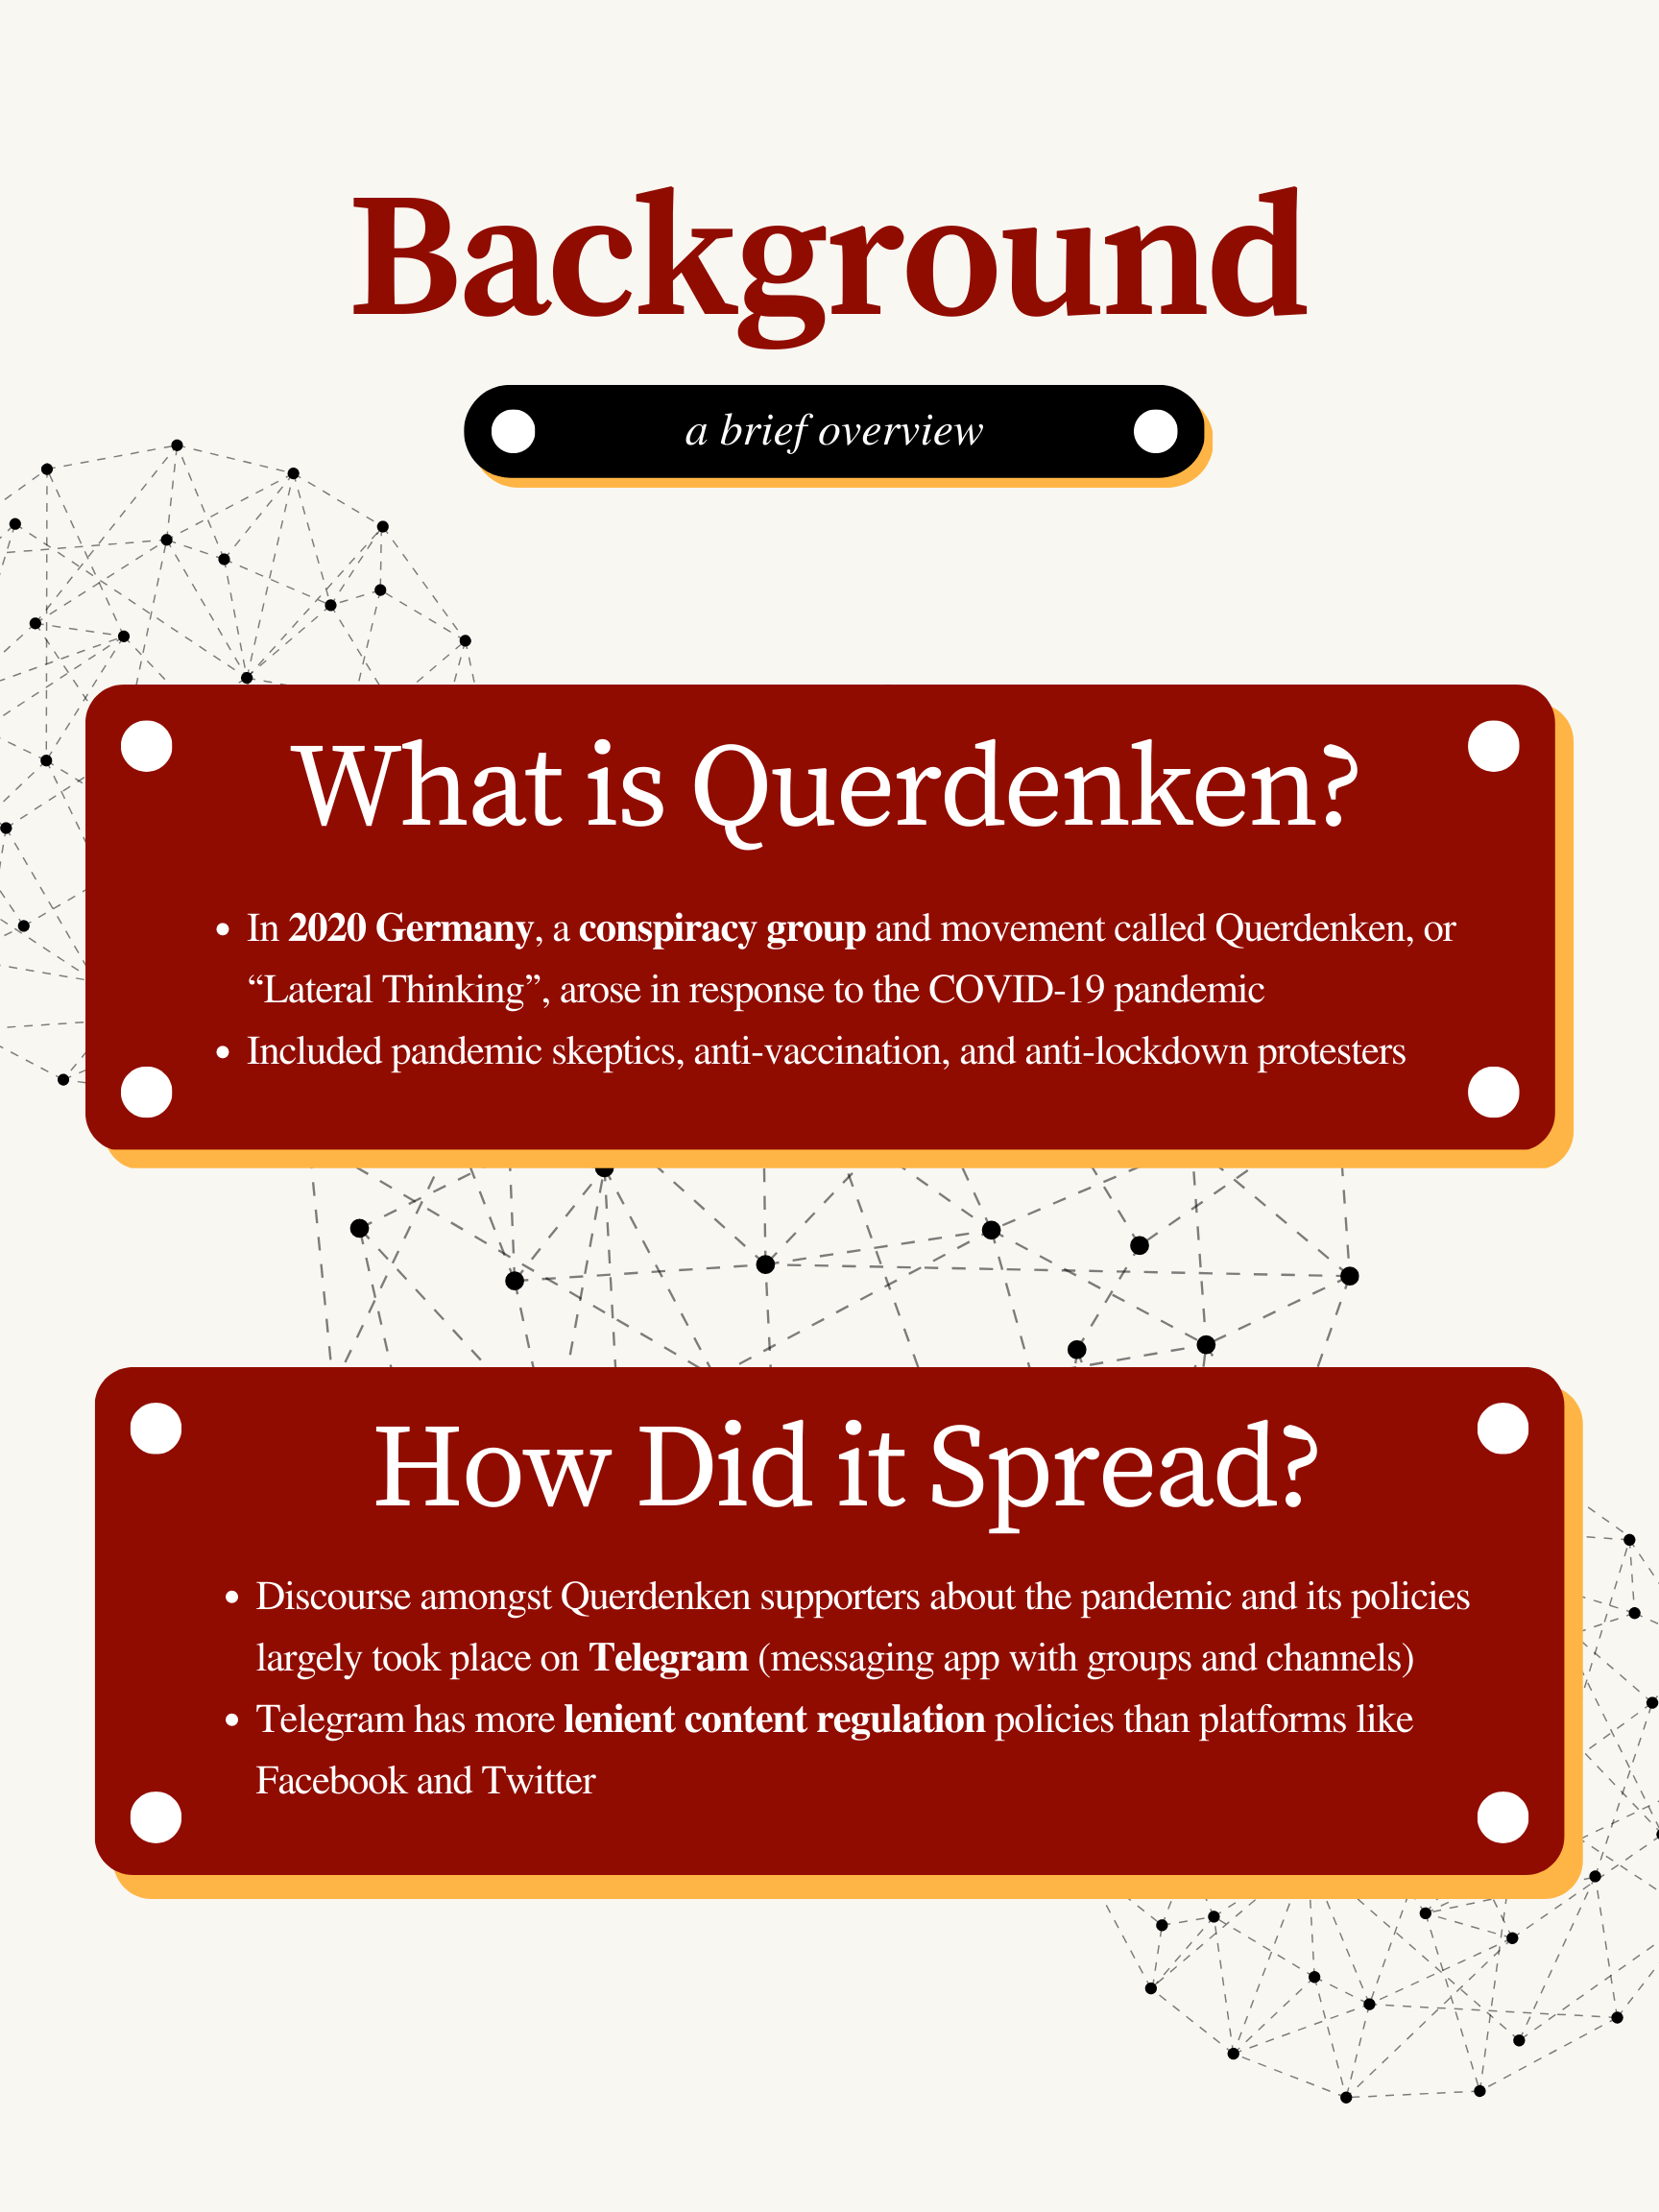 Background
a brief overview
What is Querdenken?
• In 2020 Germany, a conspiracy group and movement called Querdenken, or
“Lateral Thinking”, arose in response to the COVID-19 pandemic
• Included pandemic skeptics, anti-vaccination, and anti-lockdown protesters
How Did it Spread?
• Discourse amongst Querdenken supporters about the pandemic and its policies
largely took place on Telegram (messaging app with groups and channels)
• Telegram has more lenient content regulation policies than platforms like
Facebook and Twitter